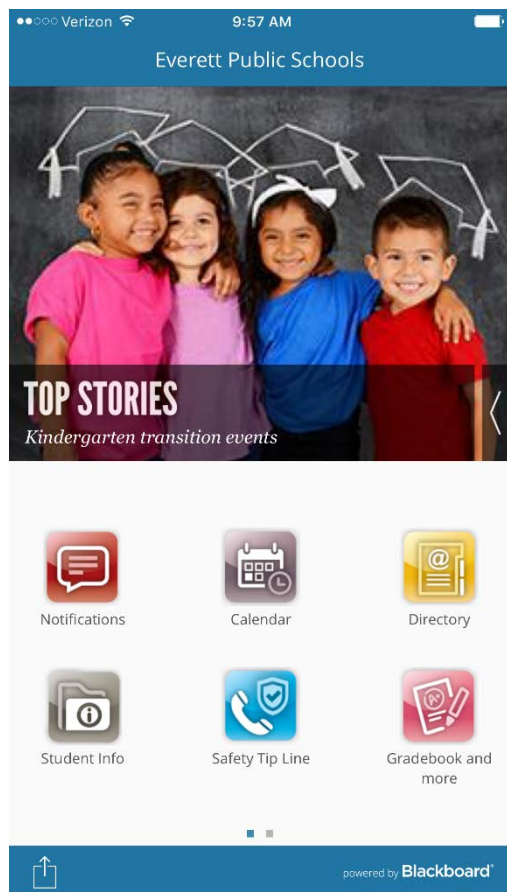 Verizon 9:57 AM
Everett Public Schools
TOP STORIES
Kindergarten transition events
Notifications
Calendar
Directory
@
Student Info
Safety Tip Line
Gradebook and
more
A+
powered by Blackboard